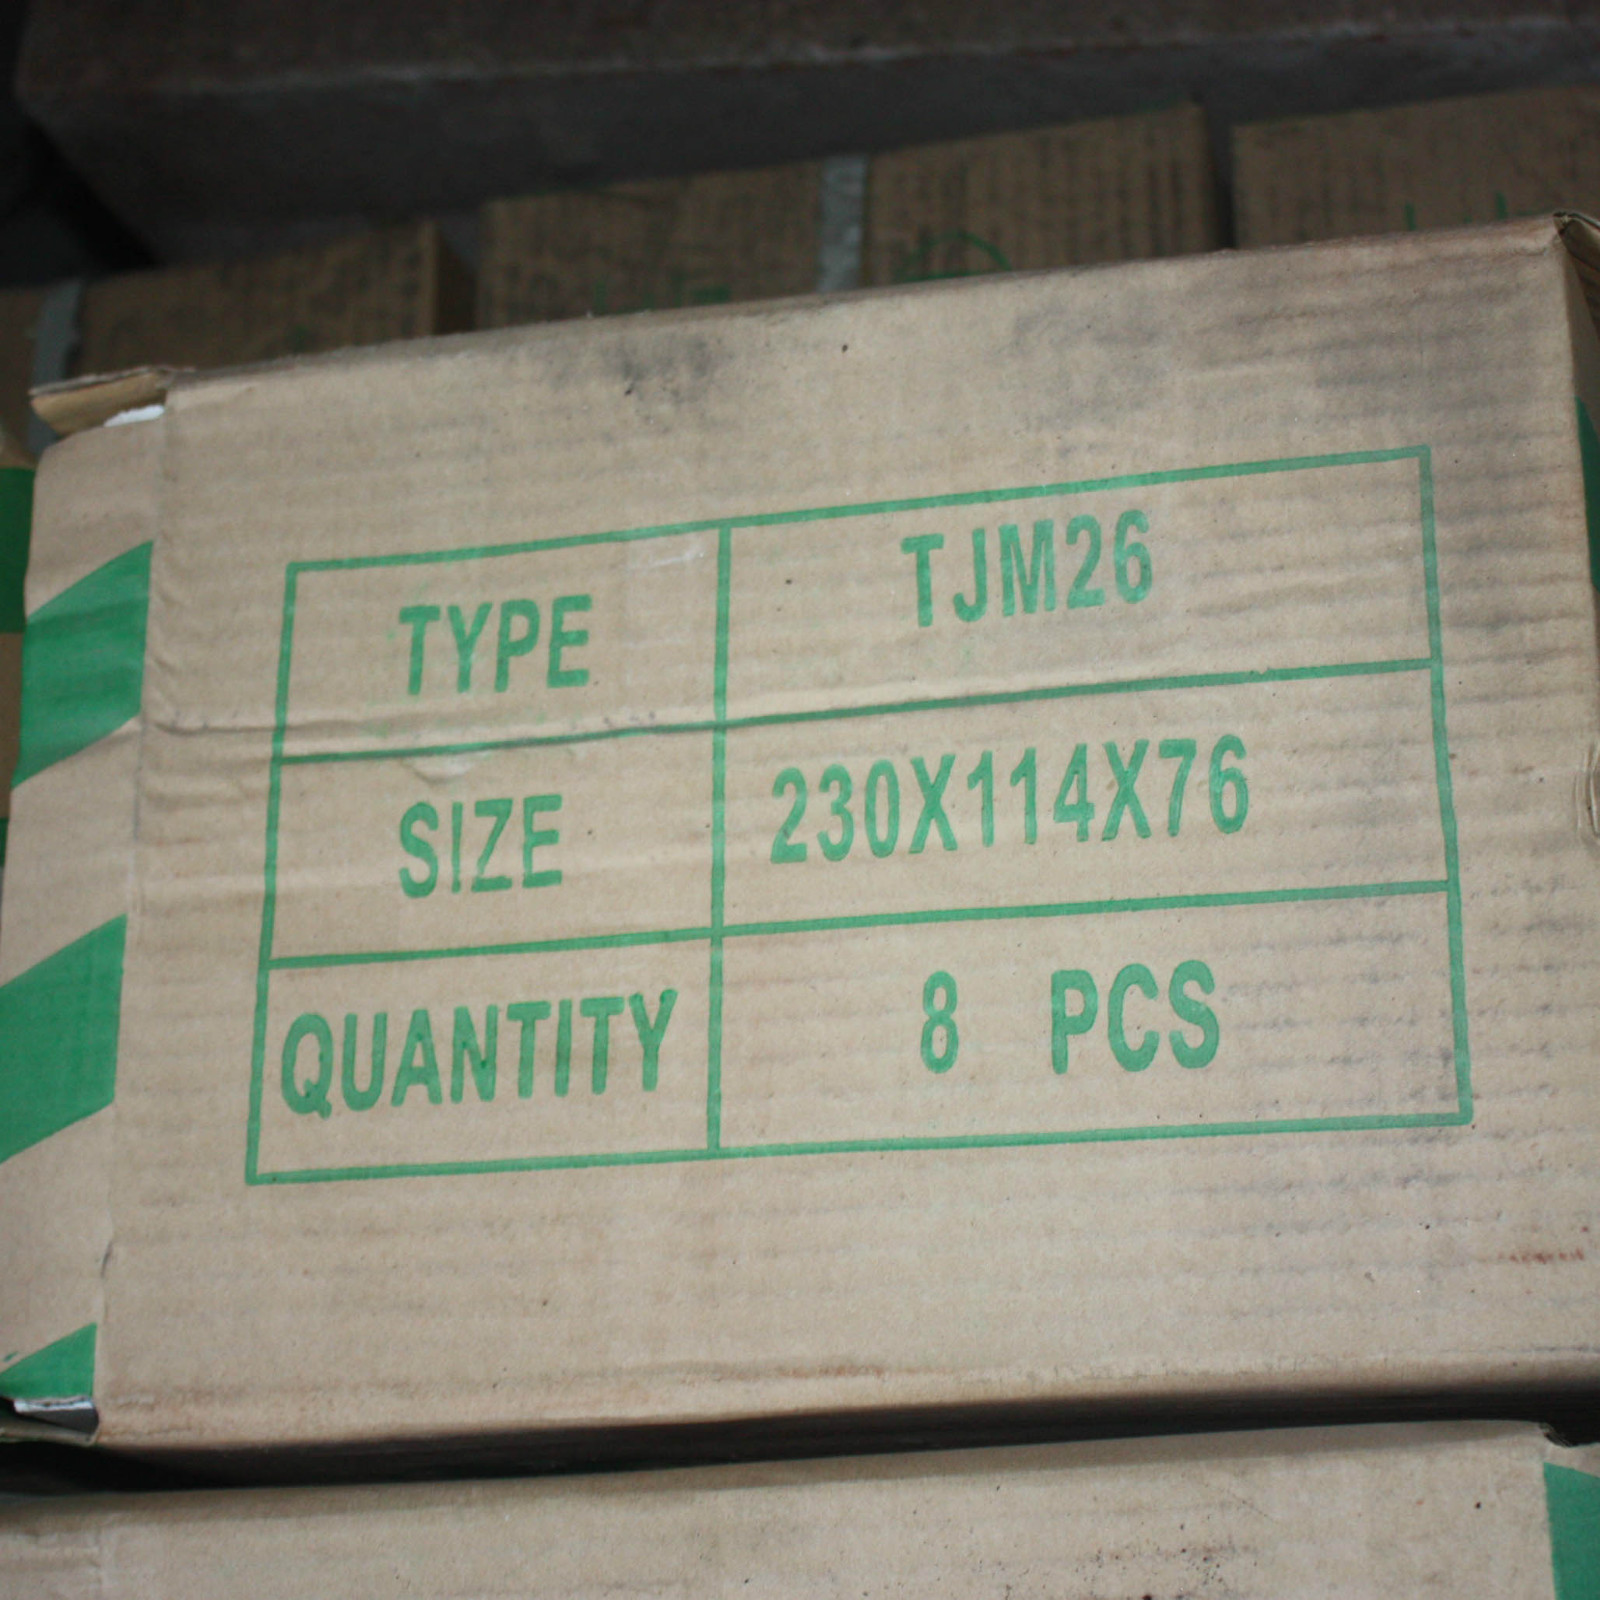 TYPE TJM26
SIZE 230X114X76
QUANTITY 8 PCS